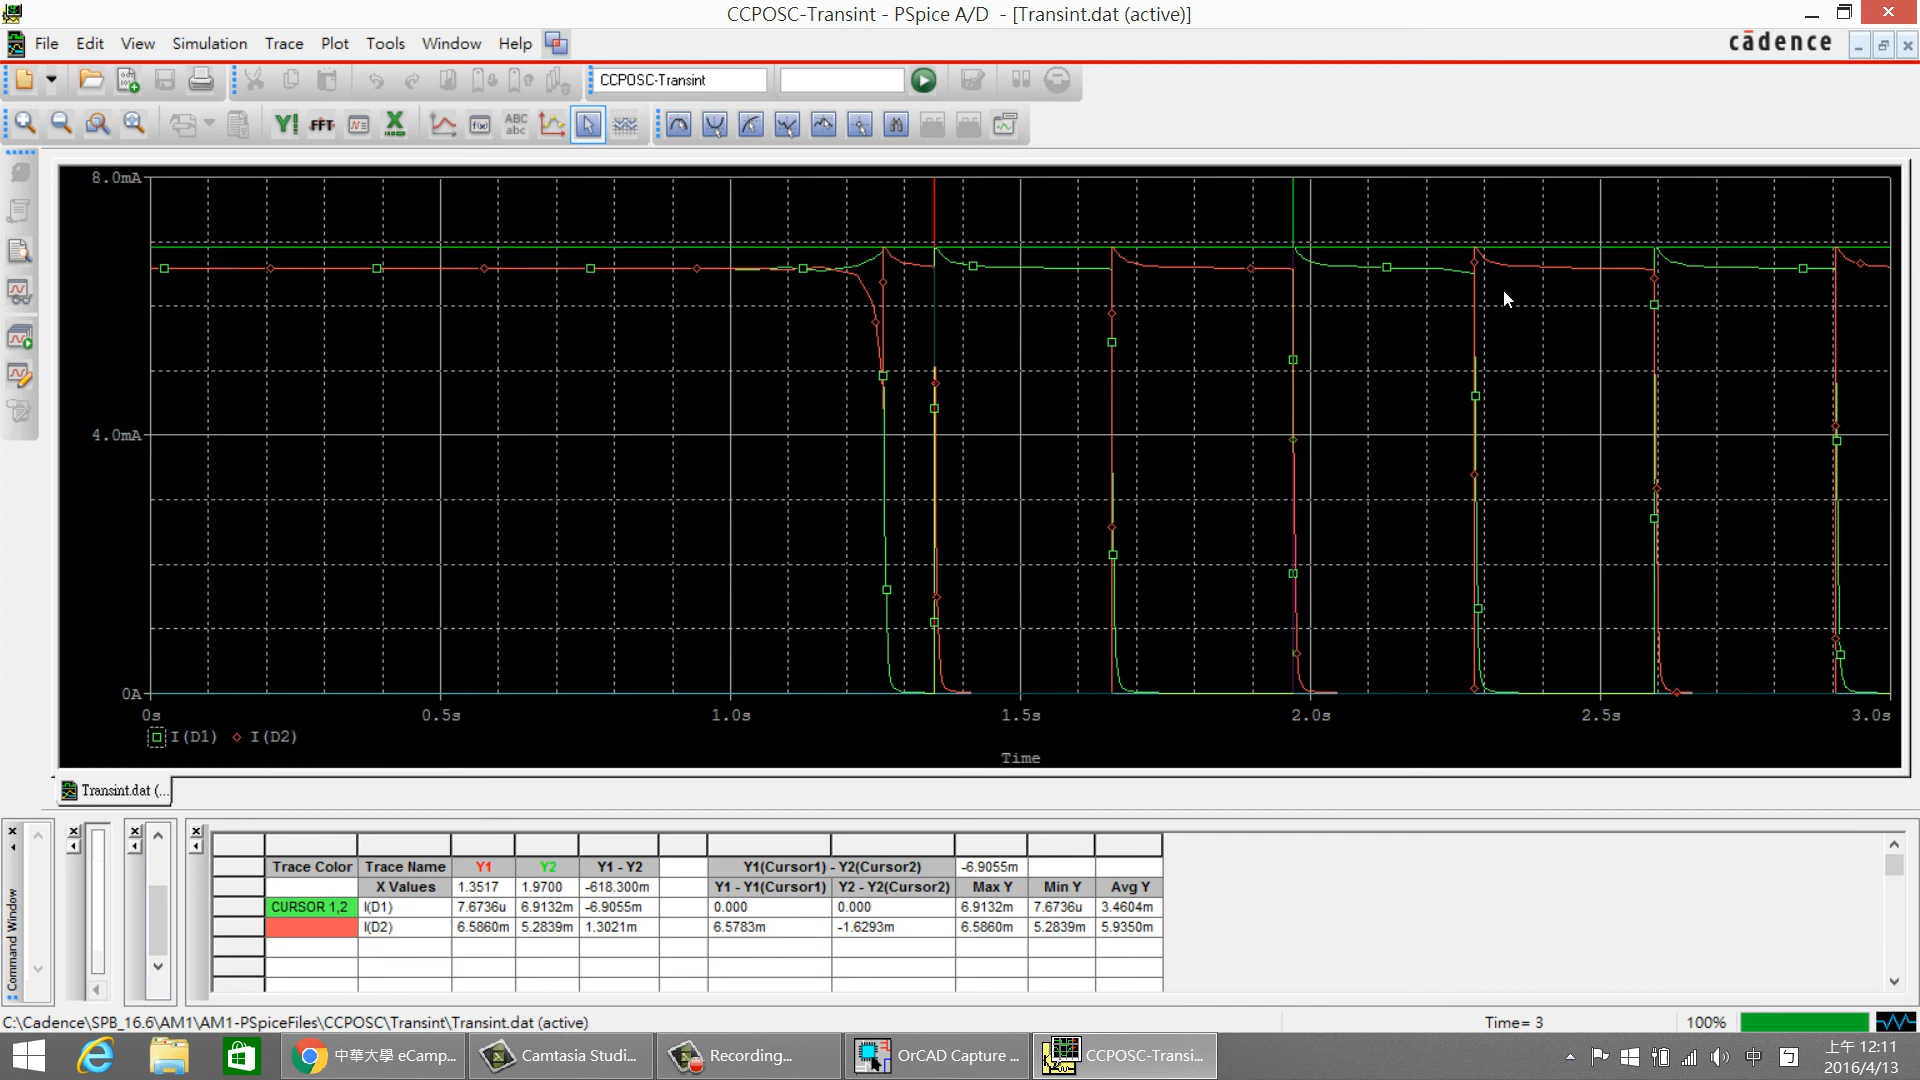 CCPOSC-Transint - PSpice A/D - [Transint.dat (active)]
File Edit View Simulation Trace Plot Tools Window Help
cādence
CCPOSC-Transint
FFT
ABC
abc
8.0mA
4.0mA
0A
0s 0.5s 1.0s 1.5s 2.0s 2.5s 3.0s
I(D1) I(D2)
Time
Transint.dat (...
Trace Color Trace Name Y1 Y2 Y1 - Y2 Y1(Cursor1) - Y2(Cursor2) -6.9055m
X Values 1.3517 1.9700 -618.300m Y1 - Y1(Cursor1) Y2 - Y2(Cursor2) Max Y Min Y Avg Y
CURSOR 1,2 I(D1) 7.6736u 6.9132m -6.9055m 0.000 0.000 6.9132m 7.6736u 3.4604m
I(D2) 6.5860m 5.2839m 1.3021m 6.5783m -1.6293m 6.5860m 5.2839m 5.9350m
Command Window
C:\Cadence\SPB_16.6\AM1\AM1-PSpiceFiles\CCPOSC\Transint\Transint.dat (active)
Time= 3
100%
中華大學 eCamp...
Camtasia Studi...
Recording...
OrCAD Capture ...
CCPOSC-Transi...
中
上午 12:11
2016/4/13